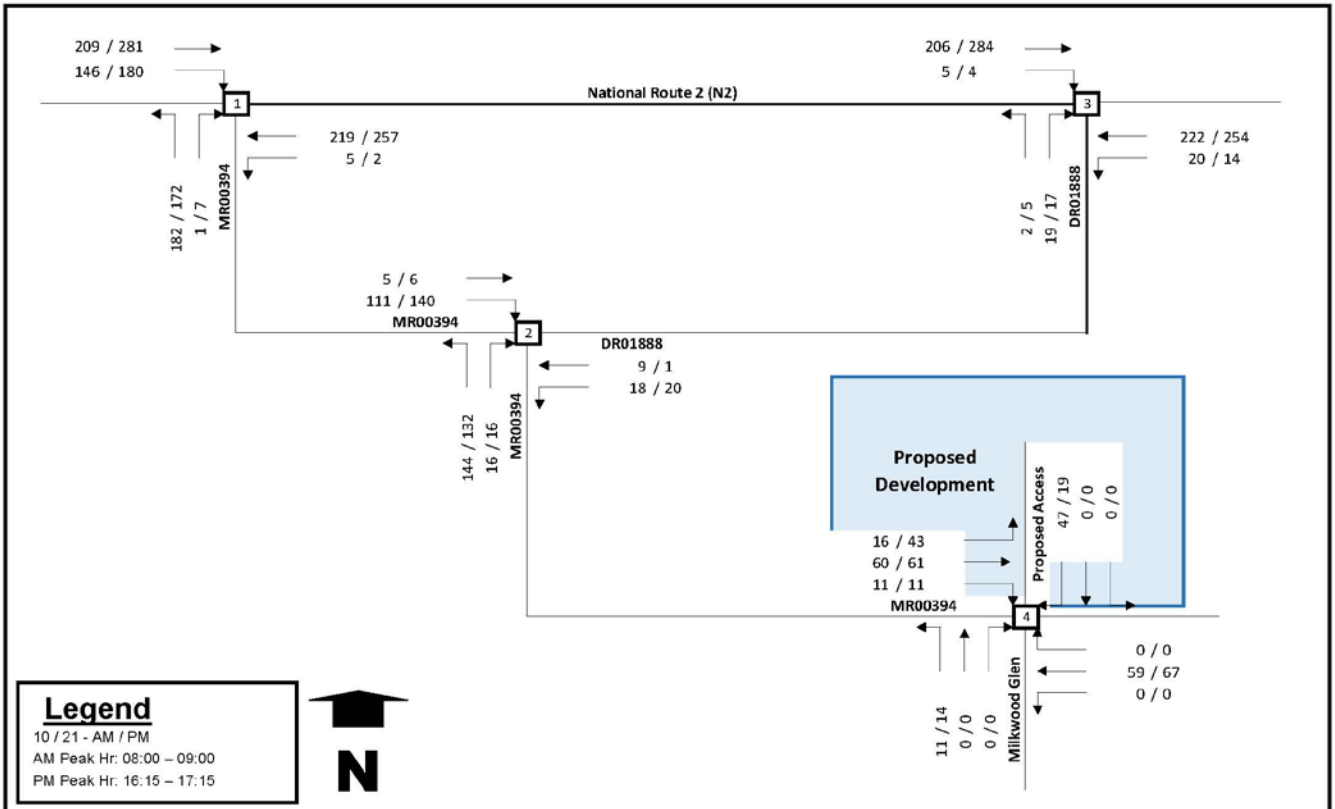 209 / 281
146 / 180
206 / 284
5 / 4
National Route 2 (N2)
1
3
219 / 257
5 / 2
222 / 254
20 / 14
182 / 172
1 / 7
MR00394
2 / 5
19 / 17
DR01888
5 / 6
111 / 140
MR00394
2
DR01888
9 / 1
18 / 20
144 / 132
16 / 16
MR00394
Proposed
Development
Proposed Access
47 / 19
0 / 0
0 / 0
16 / 43
60 / 61
11 / 11
MR00394
4
0 / 0
59 / 67
0 / 0
11 / 14
0 / 0
0 / 0
Milkwood Glen
Legend
10 / 21 - AM / PM
AM Peak Hr: 08:00 – 09:00
PM Peak Hr: 16:15 – 17:15
N